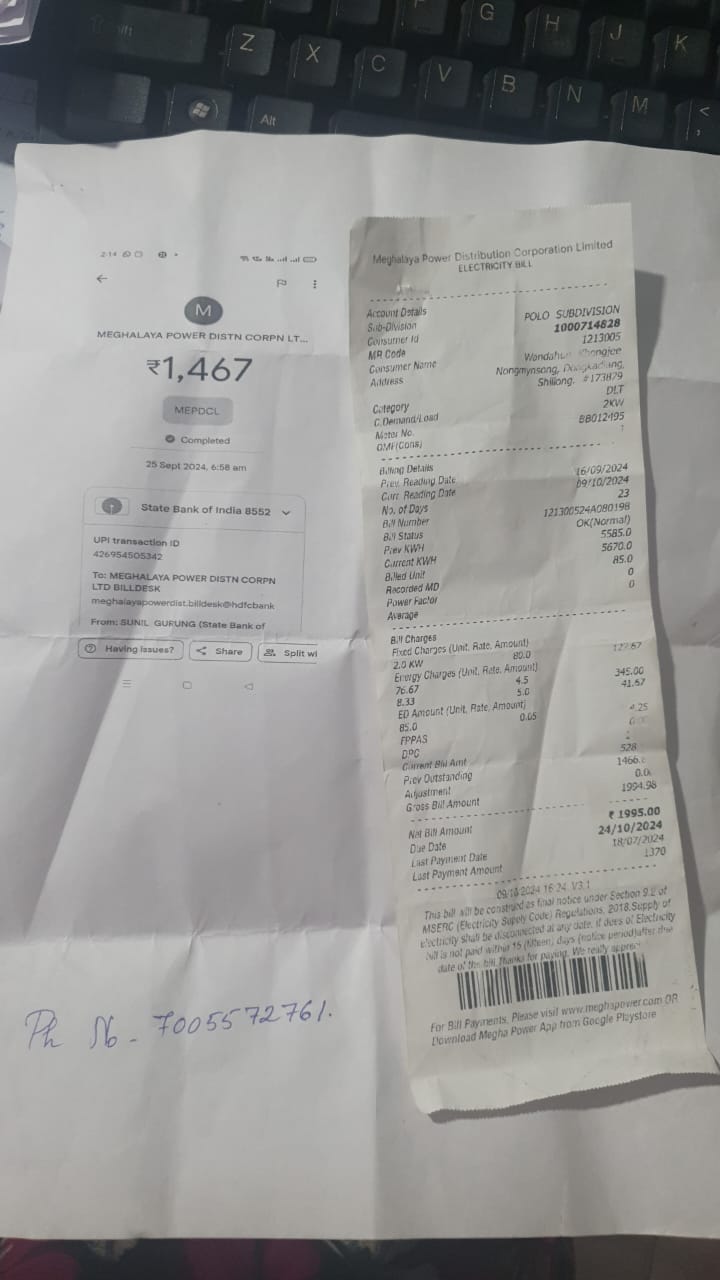 Z X C V B N M <
G H J K
Alt
2:14
←
M
MEGHALAYA POWER DISTN CORPN LT...
₹1,467
MEPDCL
Completed
25 Sept 2024, 6:58 am
State Bank of India 8552
UPI transaction ID
426954505342
To: MEGHALAYA POWER DISTN CORPN
LTD BILLDESK
meghalayapowerdist.billdesk@hdfcbank
From: SUNIL GURUNG (State Bank of
Having issues? Share Split wi
Ph No - 7005572761.
Meghalaya Power Distribution Corporation Limited
ELECTRICITY BILL
Account Details
Sub-Division POLO SUBDIVISION
Consumer Id 1000714828
MR Code 1213005
Consumer Name Wandahun Khongjee
Address Nongmynsong, Dongkadiang,
Shillong, #173879
Category DLT
C.Demand/Load 2KW
Meter No. BB012495
OMF(Cons)
Billing Details
Prev. Reading Date 16/09/2024
Curr. Reading Date 09/10/2024
No. of Days 23
Bill Number 121300524A080198
Bill Status OK(Normal)
Prev KWH 5585.0
Current KWH 5670.0
Billed Unit 85.0
Recorded MD 0
Power Factor 0
Average
Bill Charges
Fixed Charges (Unit, Rate, Amount)
2.0 KW 80.0 122.67
Energy Charges (Unit, Rate, Amount)
76.67 4.5 345.00
8.33 5.0 41.67
ED Amount (Unit, Rate, Amount)
85.0 0.05 4.25
FPPAS
DPC
Current Bill Amt 528
Prev Outstanding 1466.
Adjustment 0.0
Gross Bill Amount 1994.98
Net Bill Amount ₹ 1995.00
Due Date 24/10/2024
Last Payment Date 18/07/2024
Last Payment Amount 1370
09/10/2024 16:24 V3.1
This bill will be construed as final notice under Section 9.2 of
MSERC (Electricity Supply Code) Regulations, 2018.Supply of
electricity shall be disconnected at any date, if dues of Electricity
bill is not paid within 15 (fifteen) days (notice period)after due
date of the bill.Thanks for paying. We really apprec
For Bill Payments, Please visit www.meghapower.com OR
Download Megha Power App from Google Playstore